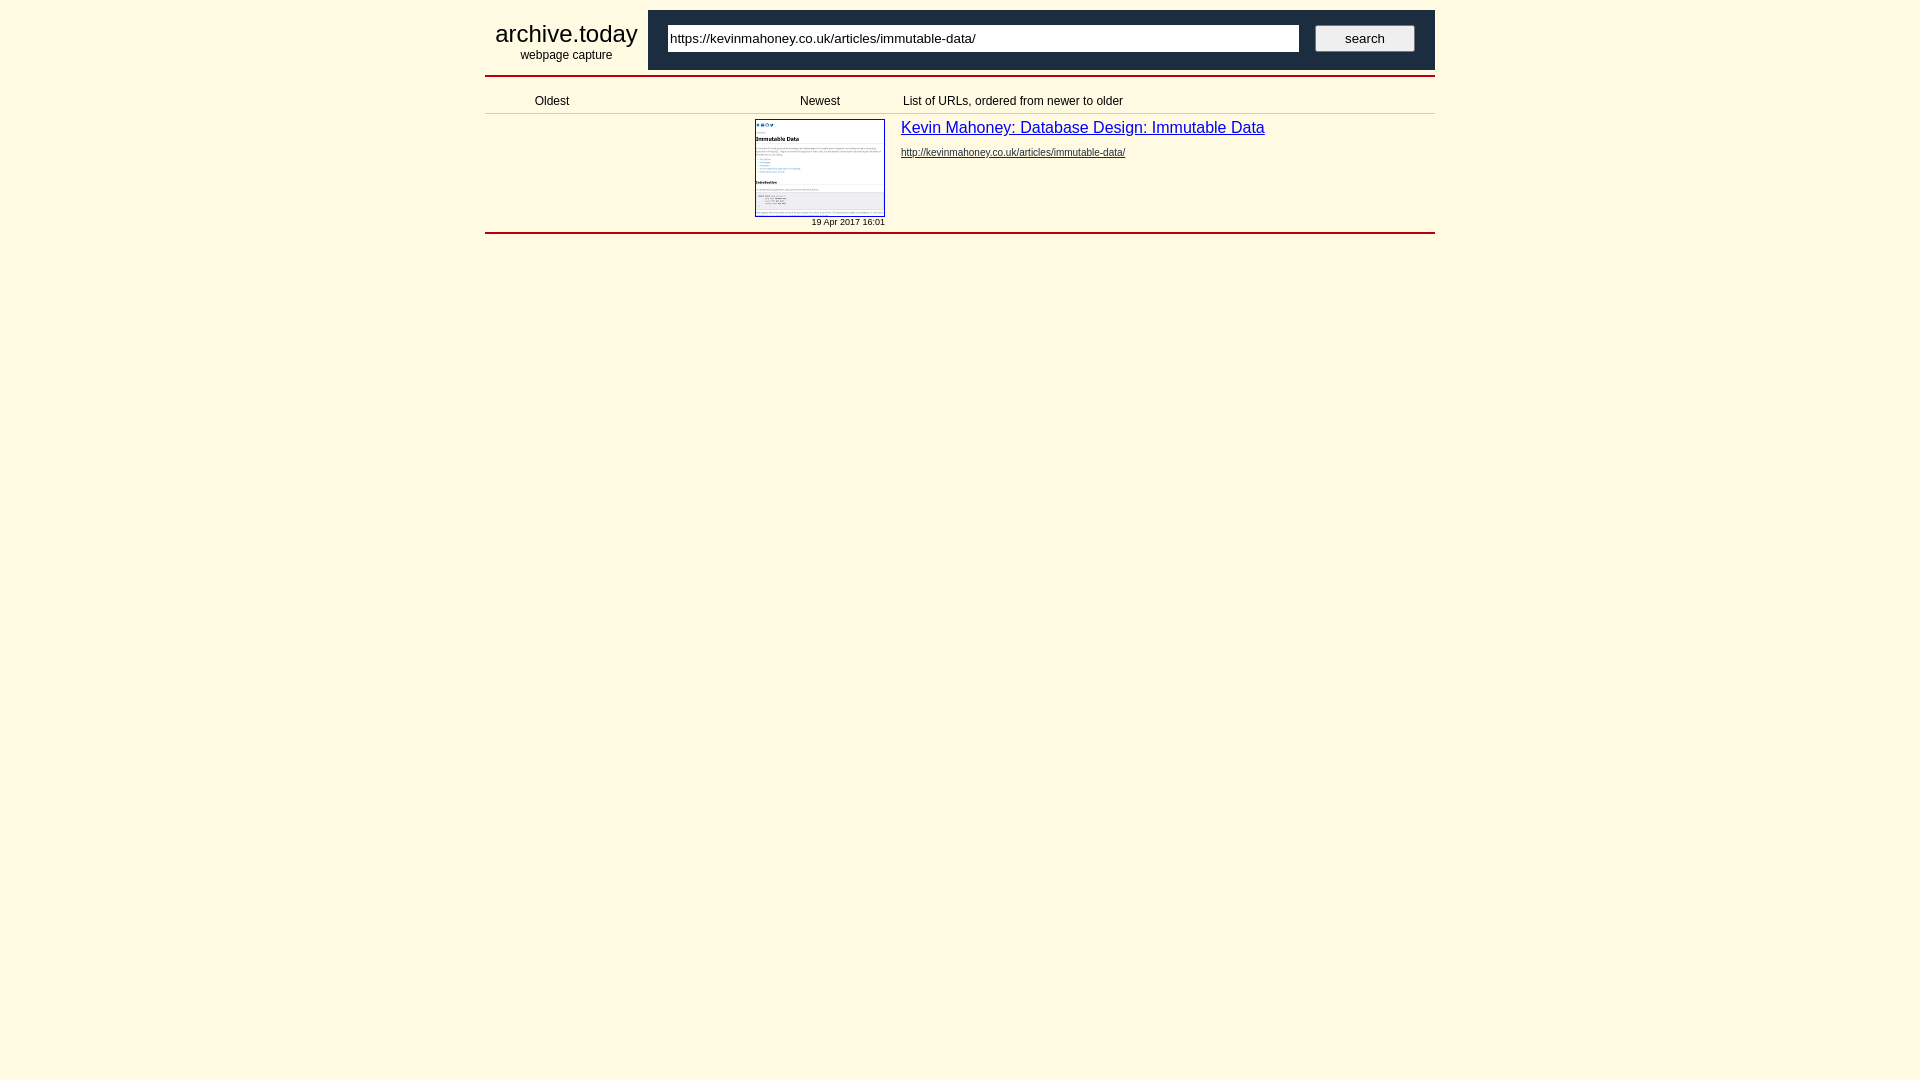 archive.today
webpage capture
https://kevinmahoney.co.uk/articles/immutable-data/
search
Oldest
Newest
List of URLs, ordered from newer to older
Immutable Data
Introduction
19 Apr 2017 16:01
Kevin Mahoney: Database Design: Immutable Data
http://kevinmahoney.co.uk/articles/immutable-data/